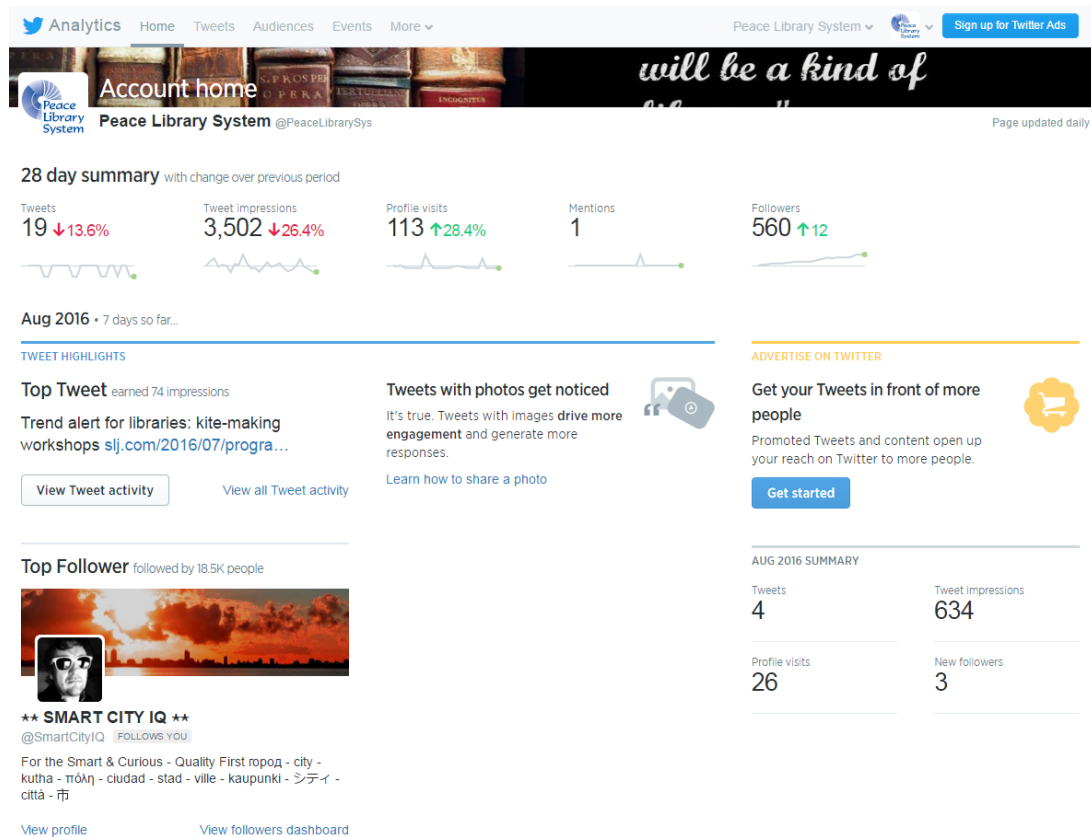 Analytics Home Tweets Audiences Events More Peace Library System Peace Library System Sign up for Twitter Ads
S.PROSPER
OPERA
INCOGNITUS
will be a kind of
Account home
Peace
Library
System
Peace Library System @PeaceLibrarySys
Page updated daily
28 day summary with change over previous period
Tweets
19 ↓13.6%
Tweet impressions
3,502 ↓26.4%
Profile visits
113 ↑28.4%
Mentions
1
Followers
560 ↑12
Aug 2016 • 7 days so far...
TWEET HIGHLIGHTS
Top Tweet earned 74 impressions
Trend alert for libraries: kite-making
workshops slj.com/2016/07/progra…
View Tweet activity
View all Tweet activity
Tweets with photos get noticed
It's true. Tweets with images drive more
engagement and generate more
responses.
Learn how to share a photo
ADVERTISE ON TWITTER
Get your Tweets in front of more
people
Promoted Tweets and content open up
your reach on Twitter to more people.
Get started
Top Follower followed by 18.5K people
★★ SMART CITY IQ ★★
@SmartCityIQ FOLLOWS YOU
For the Smart & Curious - Quality First город - city -
kutha - πόλη - ciudad - stad - ville - kaupunki - シティ -
città - 市
View profile
View followers dashboard
AUG 2016 SUMMARY
Tweets
4
Tweet impressions
634
Profile visits
26
New followers
3